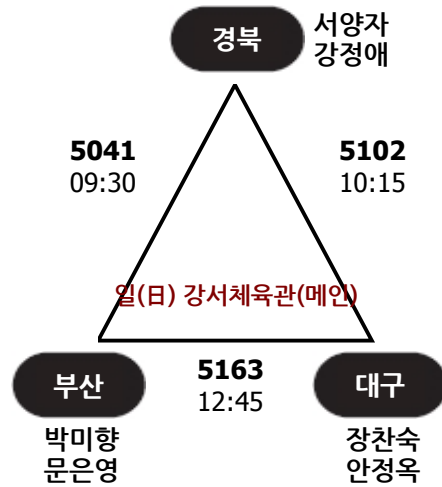 경북
서양자
강정애
5041
09:30
5102
10:15
일(日) 강서체육관(메인)
부산
5163
12:45
대구
박미향
문은영
장찬숙
안정옥